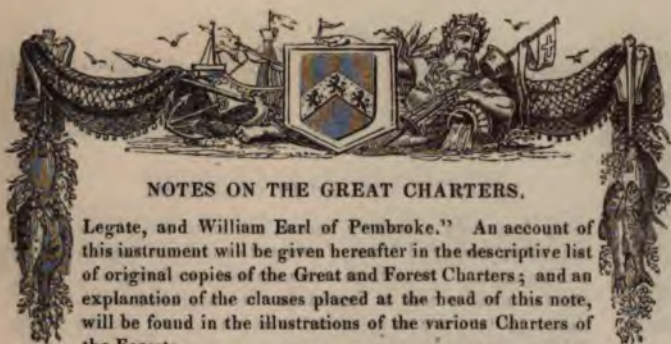 NOTES ON THE GREAT CHARTERS.
Legate, and William Earl of Pembroke." An account of
this instrument will be given hereafter in the descriptive list
of original copies of the Great and Forest Charters; and an
explanation of the clauses placed at the head of this note,
will be found in the illustrations of the various Charters of
the Forest.